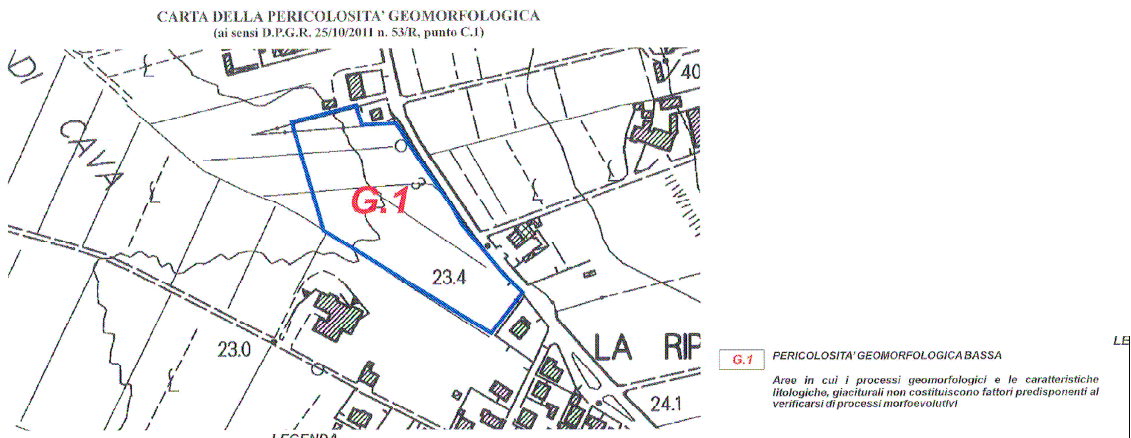 CARTA DELLA PERICOLOSITA' GEOMORFOLOGICA
(ai sensi D.P.G.R. 25/10/2011 n. 53/R, punto C.1)
DI
CAVA
40
G.1
3
23.4
23.0
LA RIP
24.1
LEGENDA
G.1
PERICOLOSITA' GEOMORFOLOGICA BASSA
Aree in cui i processi geomorfologici e le caratteristiche
litologiche, giaciturali non costituiscono fattori predisponenti al
verificarsi di processi morfoevolutivi
LE